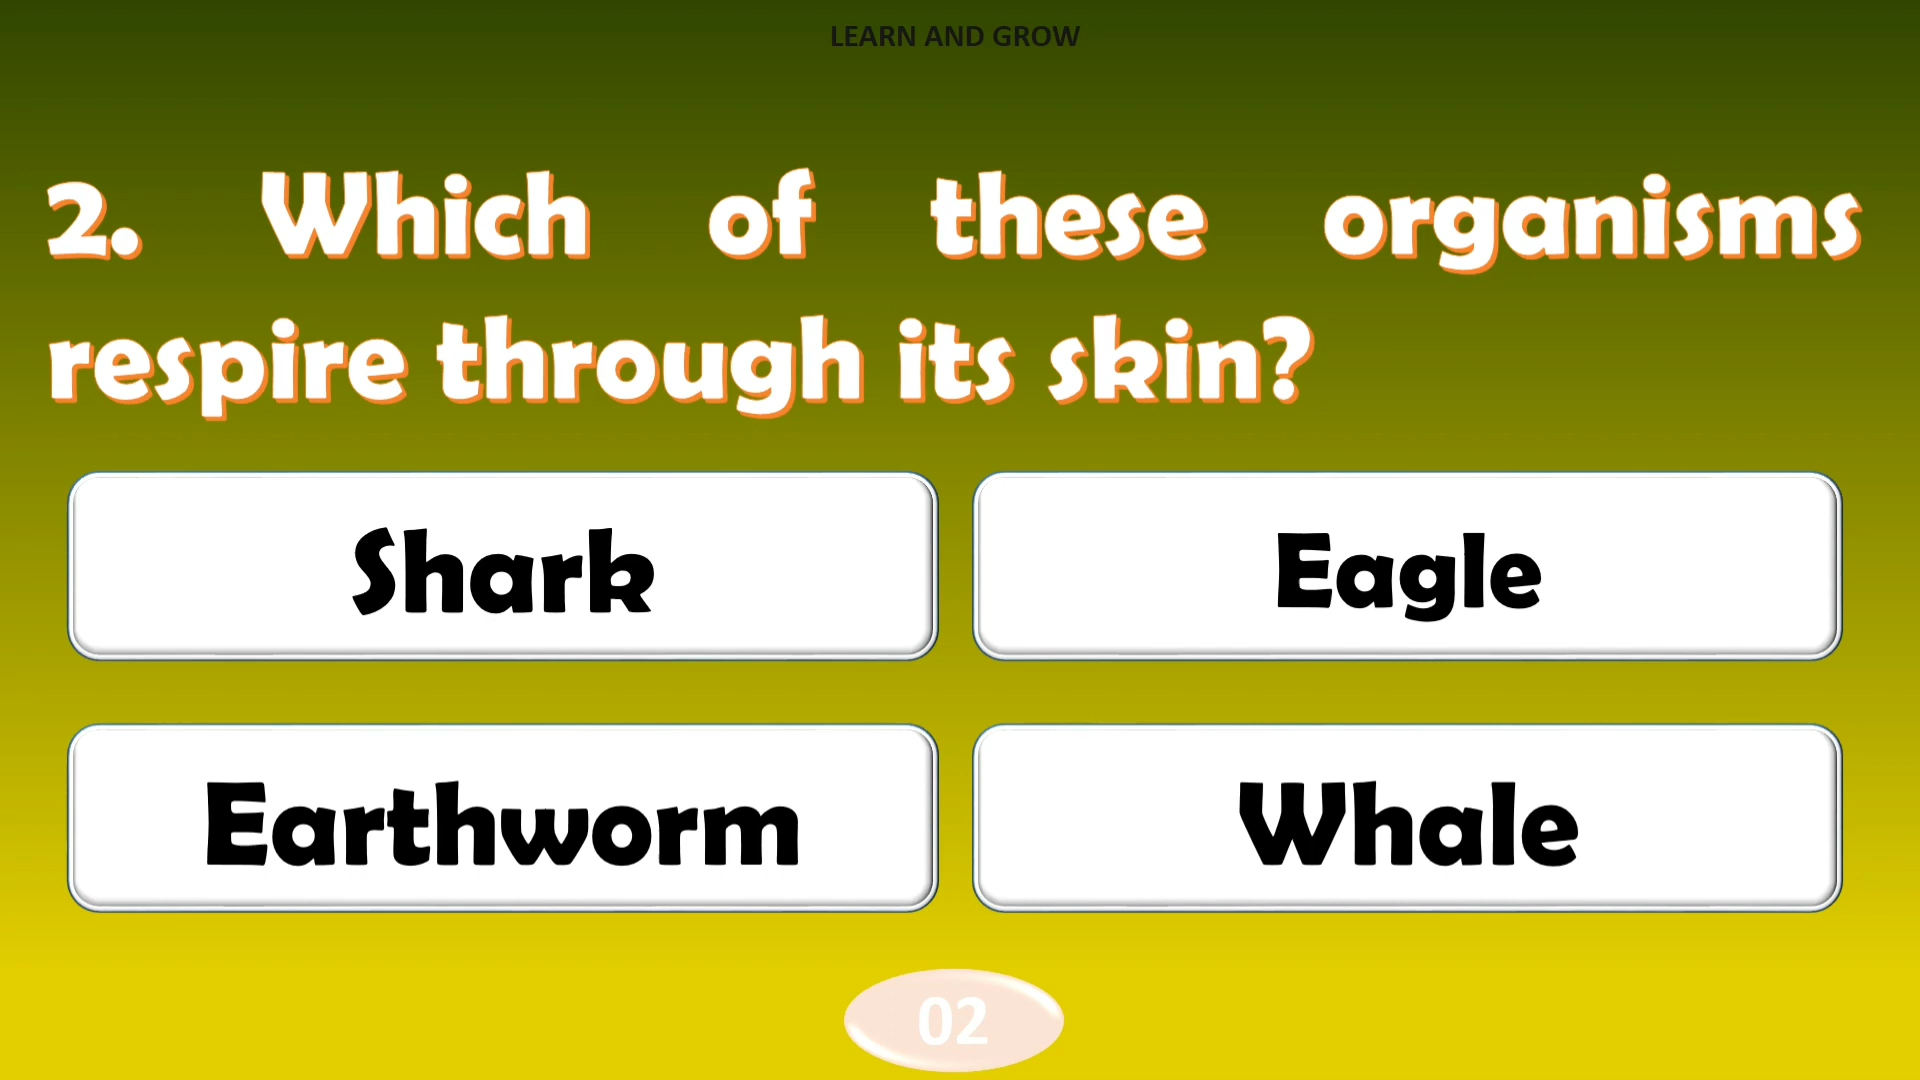 LEARN AND GROW
2. Which of these organisms
respire through its skin?
Shark
Eagle
Earthworm
Whale
02